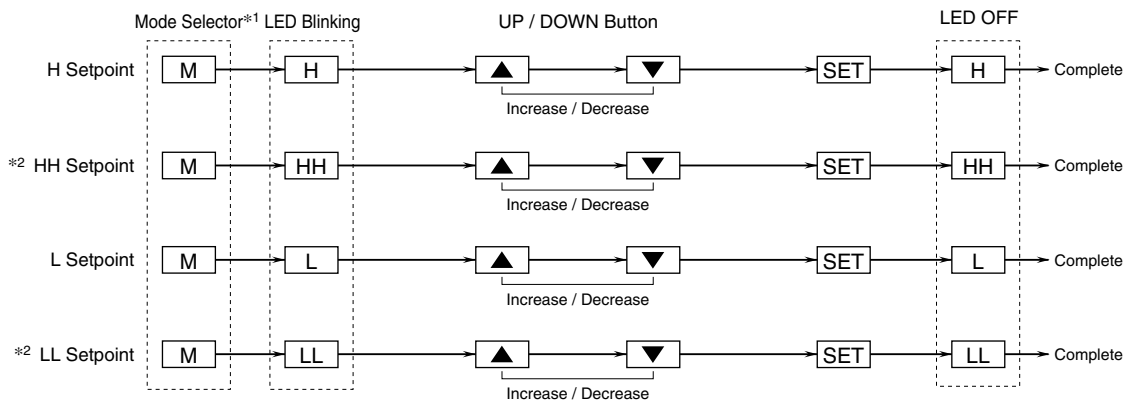 Mode Selector*1 LED Blinking UP / DOWN Button LED OFF
H Setpoint M H ▲ ▼ SET H Complete
Increase / Decrease
*2 HH Setpoint M HH ▲ ▼ SET HH Complete
Increase / Decrease
L Setpoint M L ▲ ▼ SET L Complete
Increase / Decrease
*2 LL Setpoint M LL ▲ ▼ SET LL Complete
Increase / Decrease